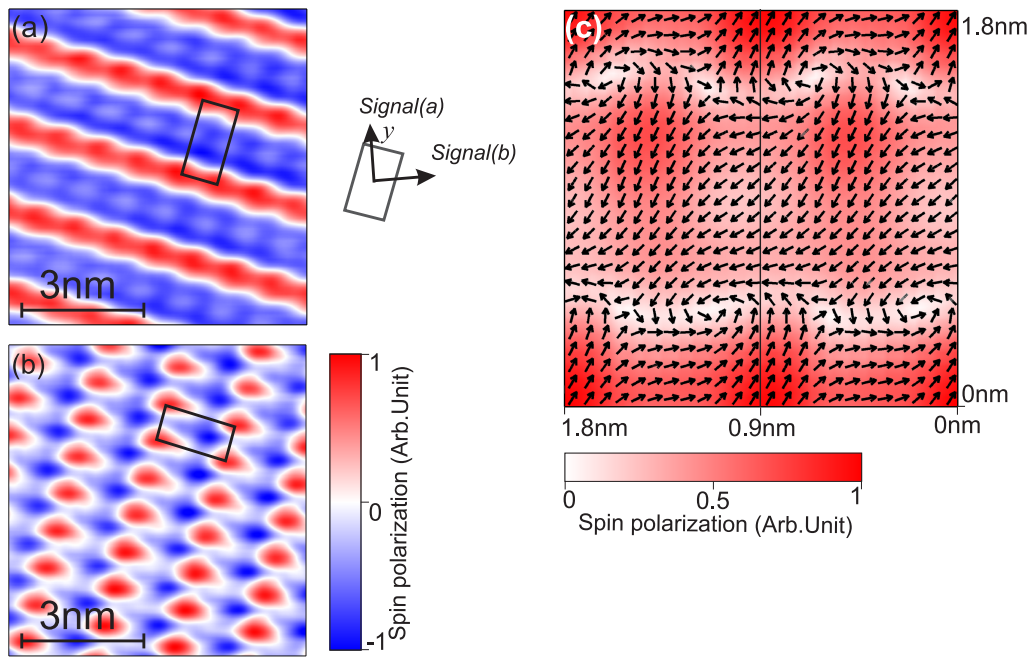 (a)
3nm
Signal(a)
y
Signal(b)
(b)
3nm
1
0
-1
Spin polarization (Arb.Unit)
(c)
1.8nm
0nm
1.8nm
0.9nm
0nm
0
0.5
1
Spin polarization (Arb.Unit)